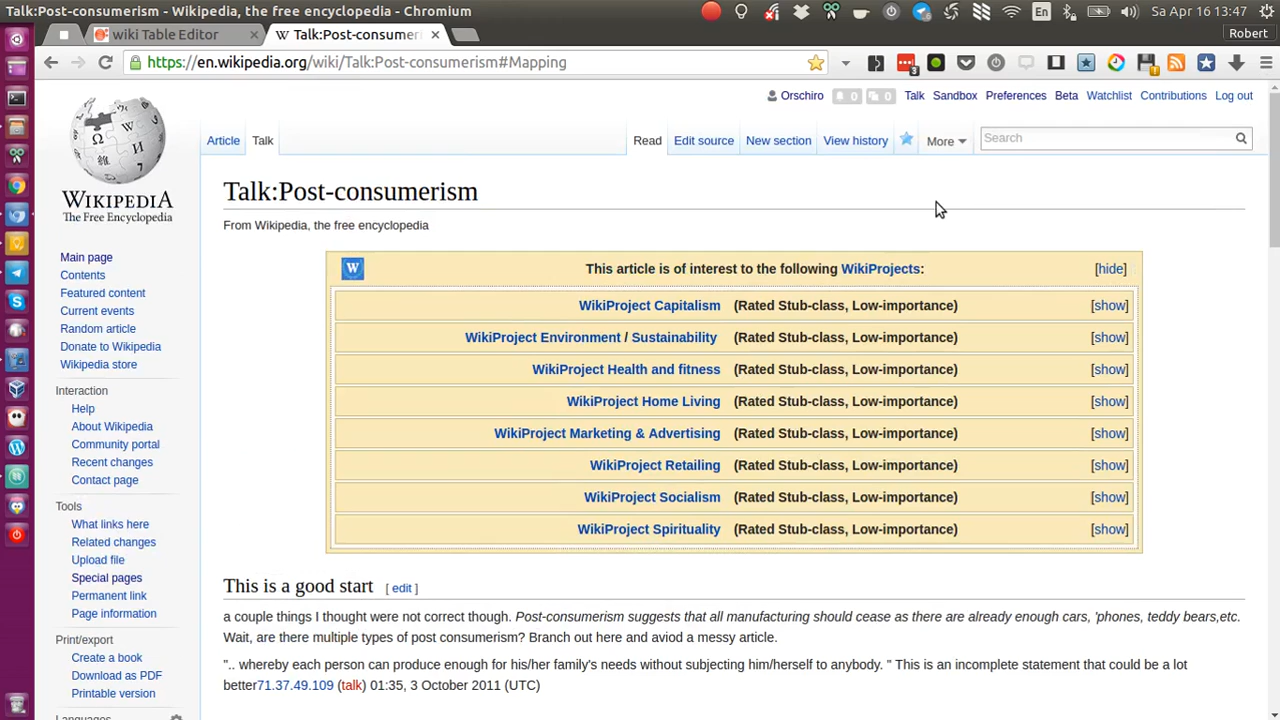 Talk:Post-consumerism - Wikipedia, the free encyclopedia - Chromium
En
Sa Apr 16 13:47
wiki Table Editor
Talk:Post-consumeri
Robert
https://en.wikipedia.org/wiki/Talk:Post-consumerism#Mapping
3
Orschiro 0 0 Talk Sandbox Preferences Beta Watchlist Contributions Log out
Article Talk Read Edit source New section View history More Search
WIKIPEDIA
The Free Encyclopedia
Main page
Contents
Featured content
Current events
Random article
Donate to Wikipedia
Wikipedia store
Interaction
Help
About Wikipedia
Community portal
Recent changes
Contact page
Tools
What links here
Related changes
Upload file
Special pages
Permanent link
Page information
Print/export
Create a book
Download as PDF
Printable version
Languages
Talk:Post-consumerism
From Wikipedia, the free encyclopedia
W This article is of interest to the following WikiProjects: [hide]
WikiProject Capitalism (Rated Stub-class, Low-importance) [show]
WikiProject Environment / Sustainability (Rated Stub-class, Low-importance) [show]
WikiProject Health and fitness (Rated Stub-class, Low-importance) [show]
WikiProject Home Living (Rated Stub-class, Low-importance) [show]
WikiProject Marketing & Advertising (Rated Stub-class, Low-importance) [show]
WikiProject Retailing (Rated Stub-class, Low-importance) [show]
WikiProject Socialism (Rated Stub-class, Low-importance) [show]
WikiProject Spirituality (Rated Stub-class, Low-importance) [show]
This is a good start [ edit ]
a couple things I thought were not correct though. Post-consumerism suggests that all manufacturing should cease as there are already enough cars, 'phones, teddy bears,etc.
Wait, are there multiple types of post consumerism? Branch out here and aviod a messy article.
".. whereby each person can produce enough for his/her family's needs without subjecting him/herself to anybody. " This is an incomplete statement that could be a lot
better71.37.49.109 (talk) 01:35, 3 October 2011 (UTC)